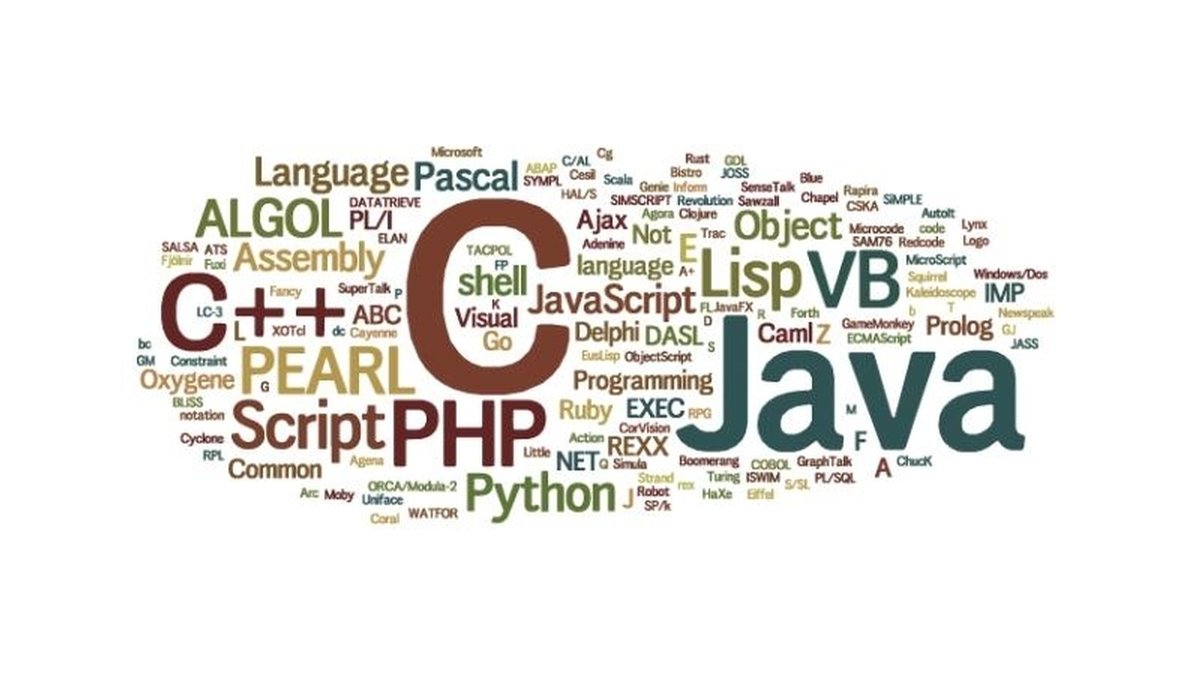 Microsoft
Cg
C/AL
Rust
GDL
Language
Pascal
ABAP
SYMPL
Cesil
Scala
Bistro
JOSS
Blue
HAL/S
Genie
Inform
SenseTalk
Rapira
DATATRIEVE
SIMSCRIPT
Revolution
Sawzall
Chapel
CSKA
SiMPLE
ALGOL
PL/I
C
Ajax
Agora
Clojure
Object
AutoIt
Lynx
ELAN
Not
Trac
Microcode
code
SALSA
ATS
Assembly
TACPOL
Adenine
E
SAM76
Redcode
Logo
Fjölnir
Fuxi
FP
language
A+
Lisp
VB
MicroScript
shell
Squirrel
Windows/Dos
Fancy
SuperTalk
P
K
JavaScript
Kaleidoscope
IMP
C++
LC-3
ABC
Visual
FL
JavaFX
R
Forth
b
T
Newspeak
L
XOTcl
dc
Cayenne
Go
Delphi
DASL
D
S
Caml
Z
GameMonkey
ECMAScript
Prolog
GJ
JASS
bc
GM
Constraint
EusLisp
ObjectScript
Java
Oxygene
PEARL
G
Programming
BLISS
notation
Script
PHP
Ruby
EXEC
RPG
M
CorVision
Cyclone
RPL
Action
REXX
F
Common
Agena
Little
NET
Q
Simula
Boomerang
COBOL
GraphTalk
A
ChucK
Arc
Moby
ORCA/Modula-2
Uniface
Python
Strand
rex
Turing
ISWIM
PL/SQL
J
Robot
SP/k
HaXe
Eiffel
S/SL
Coral
WATFOR